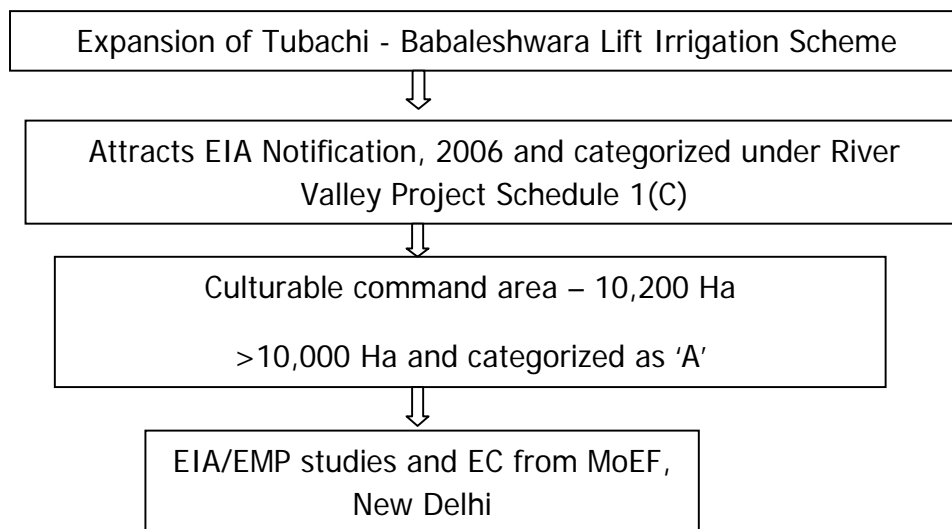 Expansion of Tubachi - Babaleshwara Lift Irrigation Scheme
Attracts EIA Notification, 2006 and categorized under River
Valley Project Schedule 1(C)
Culturable command area – 10,200 Ha
>10,000 Ha and categorized as ‘A’
EIA/EMP studies and EC from MoEF,
New Delhi